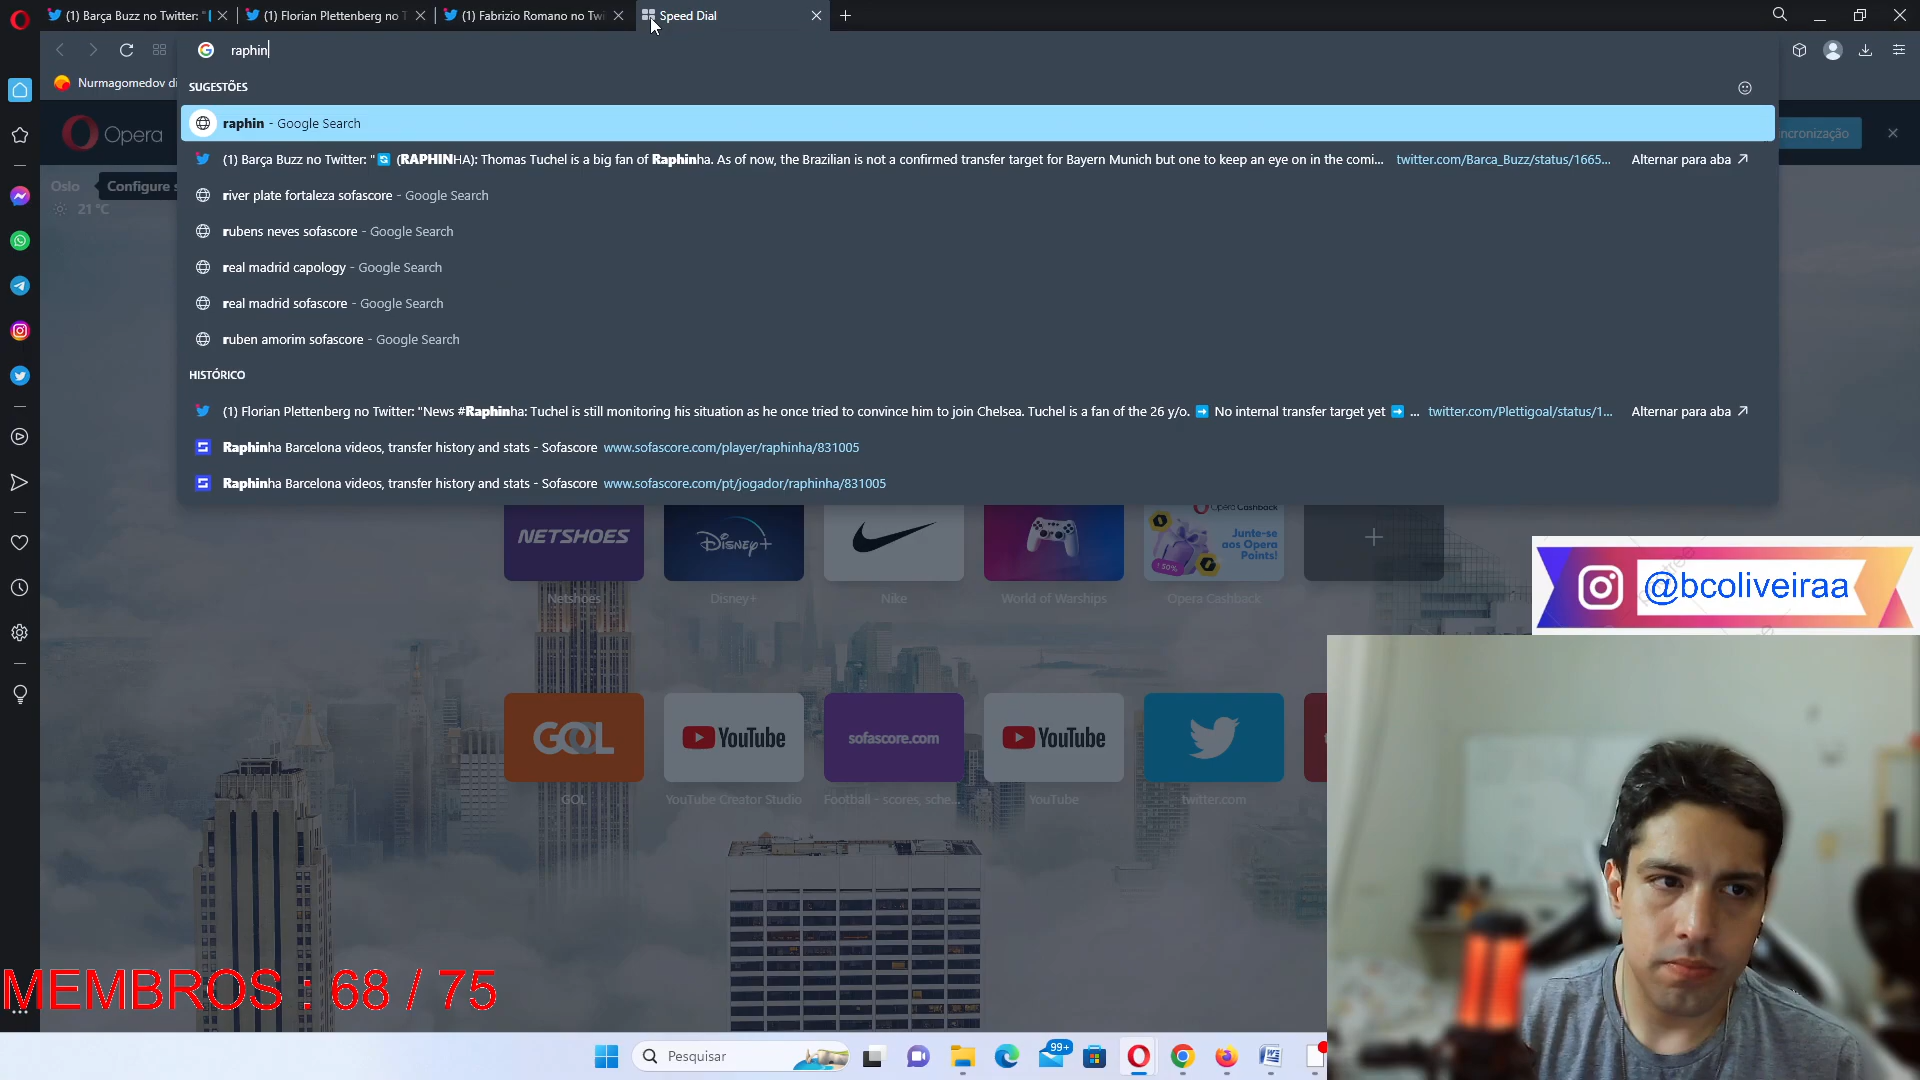 (1) Barça Buzz no Twitter: "
(1) Florian Plettenberg no T
(1) Fabrizio Romano no Twi
Speed Dial
raphin
Nurmagomedov di
SUGESTÕES
Opera
raphin - Google Search
ncronização
(1) Barça Buzz no Twitter: "🔄 (RAPHINHA): Thomas Tuchel is a big fan of Raphinha. As of now, the Brazilian is not a confirmed transfer target for Bayern Munich but one to keep an eye on in the comi... twitter.com/Barca_Buzz/status/1665... Alternar para aba
Oslo
Configure s
21 °C
river plate fortaleza sofascore - Google Search
rubens neves sofascore - Google Search
real madrid capology - Google Search
real madrid sofascore - Google Search
ruben amorim sofascore - Google Search
HISTÓRICO
(1) Florian Plettenberg no Twitter: "News #Raphinha: Tuchel is still monitoring his situation as he once tried to convince him to join Chelsea. Tuchel is a fan of the 26 y/o. ➡️ No internal transfer target yet ➡️ ... twitter.com/Plettigoal/status/1... Alternar para aba
Raphinha Barcelona videos, transfer history and stats - Sofascore www.sofascore.com/player/raphinha/831005
Raphinha Barcelona videos, transfer history and stats - Sofascore www.sofascore.com/pt/jogador/raphinha/831005
NETSHOES
Disney+
Opera Cashback
Junte-se
aos Opera
Points!
Netshoes
Disney+
Nike
World of Warships
Opera Cashback
@bcoliveiraa
GOL
YouTube
sofascore.com
YouTube
GOL
YouTube Creator Studio
Football - scores, sche...
YouTube
twitter.com
MEMBROS : 68 / 75
Pesquisar
99+